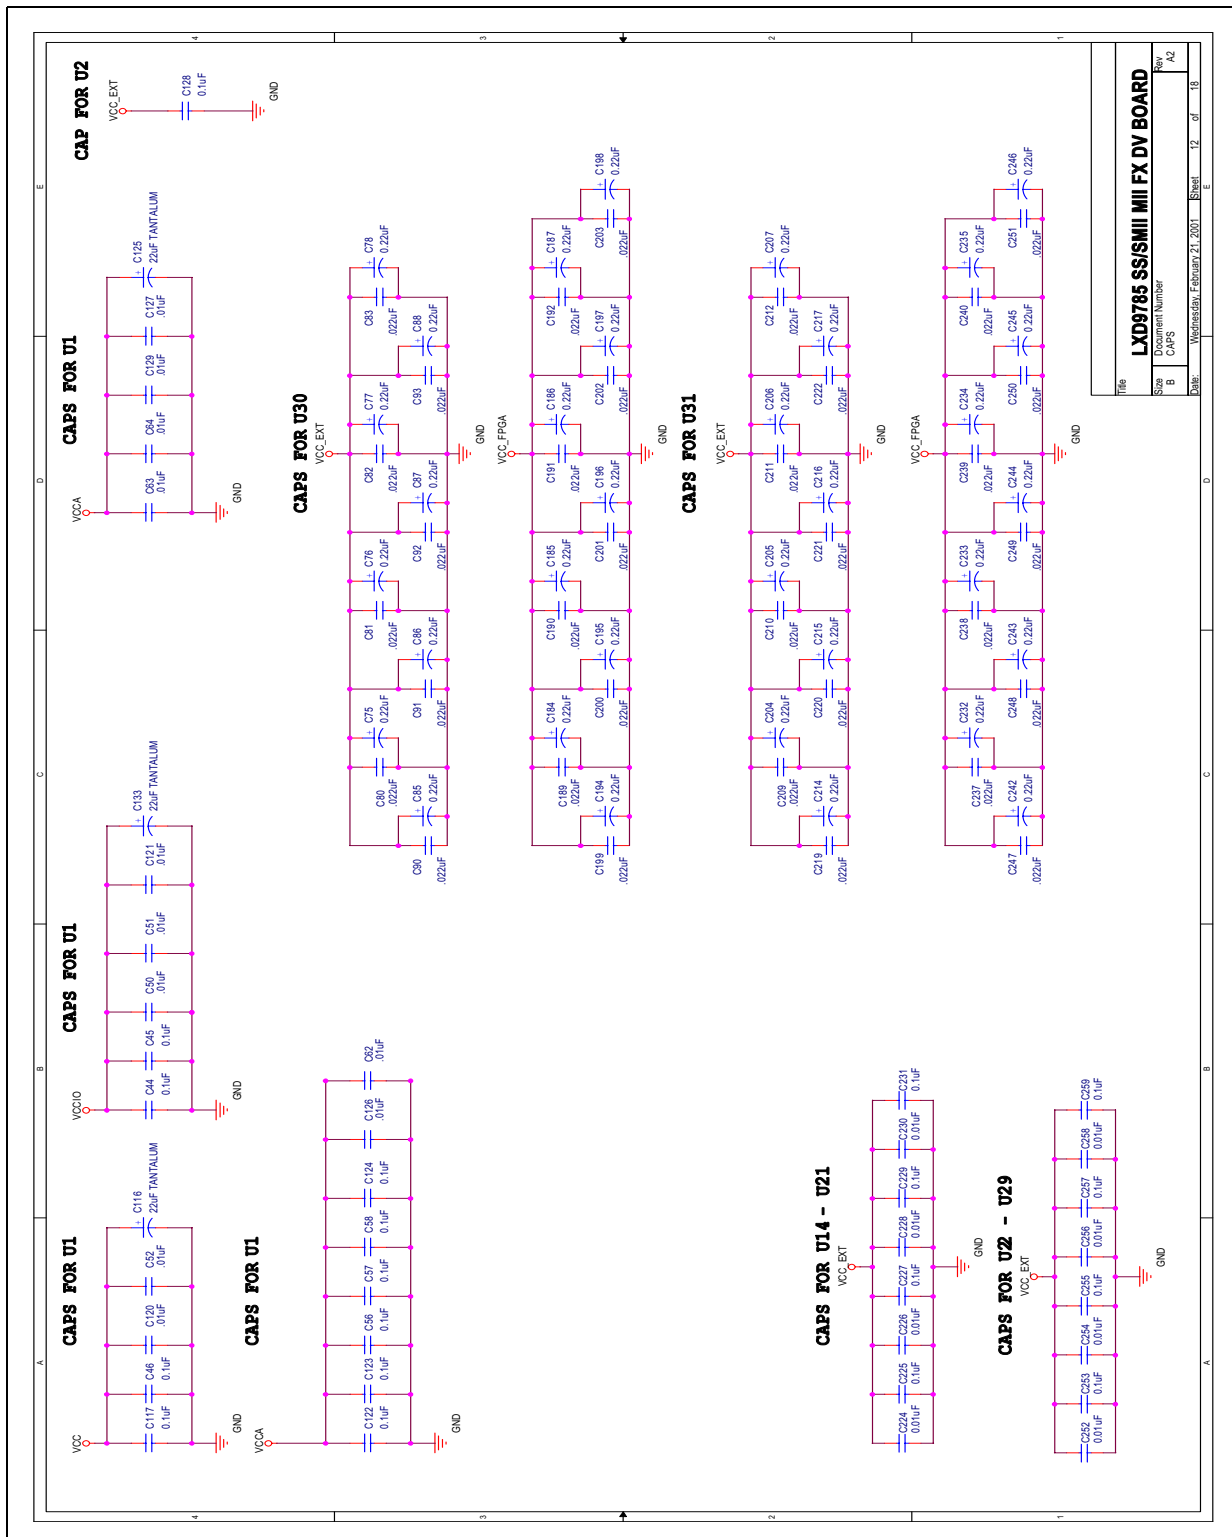 CAPS FOR U1
VCC
C117
0.1uF
C46
0.1uF
C120
.01uF
C52
.01uF
C116
22uF TANTALUM
+
GND
CAPS FOR U1
VCCIO
C44
0.1uF
C45
0.1uF
C50
.01uF
C51
.01uF
C121
.01uF
C133
22uF TANTALUM
+
GND
CAPS FOR U1
VCCA
C63
.01uF
C64
.01uF
C129
.01uF
C127
.01uF
C125
22uF TANTALUM
+
GND
CAP FOR U2
VCC_EXT
C128
0.1uF
GND
CAPS FOR U1
VCCA
C122
0.1uF
C123
0.1uF
C56
0.1uF
C57
0.1uF
C58
0.1uF
C124
0.1uF
C126
.01uF
C62
.01uF
GND
CAPS FOR U30
VCC_EXT
C80
.022uF
C75
0.22uF
C81
.022uF
C76
0.22uF
C82
.022uF
C77
0.22uF
C83
.022uF
C78
0.22uF
C90
.022uF
C85
0.22uF
C91
.022uF
C86
0.22uF
C92
.022uF
C87
0.22uF
C93
.022uF
C88
0.22uF
GND
VCC_FPGA
C189
.022uF
C184
0.22uF
C190
.022uF
C185
0.22uF
C191
.022uF
C186
0.22uF
C192
.022uF
C187
0.22uF
C199
.022uF
C194
0.22uF
C200
.022uF
C195
0.22uF
C201
.022uF
C196
0.22uF
C202
.022uF
C197
0.22uF
C203
.022uF
C198
0.22uF
GND
CAPS FOR U31
VCC_EXT
C209
.022uF
C204
0.22uF
C210
.022uF
C205
0.22uF
C211
.022uF
C206
0.22uF
C212
.022uF
C207
0.22uF
C219
.022uF
C214
0.22uF
C220
.022uF
C215
0.22uF
C221
.022uF
C216
0.22uF
C222
.022uF
C217
0.22uF
GND
VCC_FPGA
C237
.022uF
C232
0.22uF
C238
.022uF
C233
0.22uF
C239
.022uF
C234
0.22uF
C240
.022uF
C235
0.22uF
C247
.022uF
C242
0.22uF
C248
.022uF
C243
0.22uF
C249
.022uF
C244
0.22uF
C250
.022uF
C245
0.22uF
C251
.022uF
C246
0.22uF
GND
CAPS FOR U14 - U21
VCC_EXT
C224
0.01uF
C225
0.1uF
C226
0.01uF
C227
0.1uF
C228
0.01uF
C229
0.1uF
C230
0.01uF
C231
0.1uF
GND
CAPS FOR U22 - U29
VCC_EXT
C252
0.01uF
C253
0.1uF
C254
0.01uF
C255
0.1uF
C256
0.01uF
C257
0.1uF
C258
0.01uF
C259
0.1uF
GND
Title
LXD9785 SS/SMII MII FX DV BOARD
Size
B
Document Number
CAPS
Rev
A2
Date: Wednesday, February 21, 2001 Sheet 12 of 18
A B C D E
A B C D E
4 3 2 1
4 3 2 1